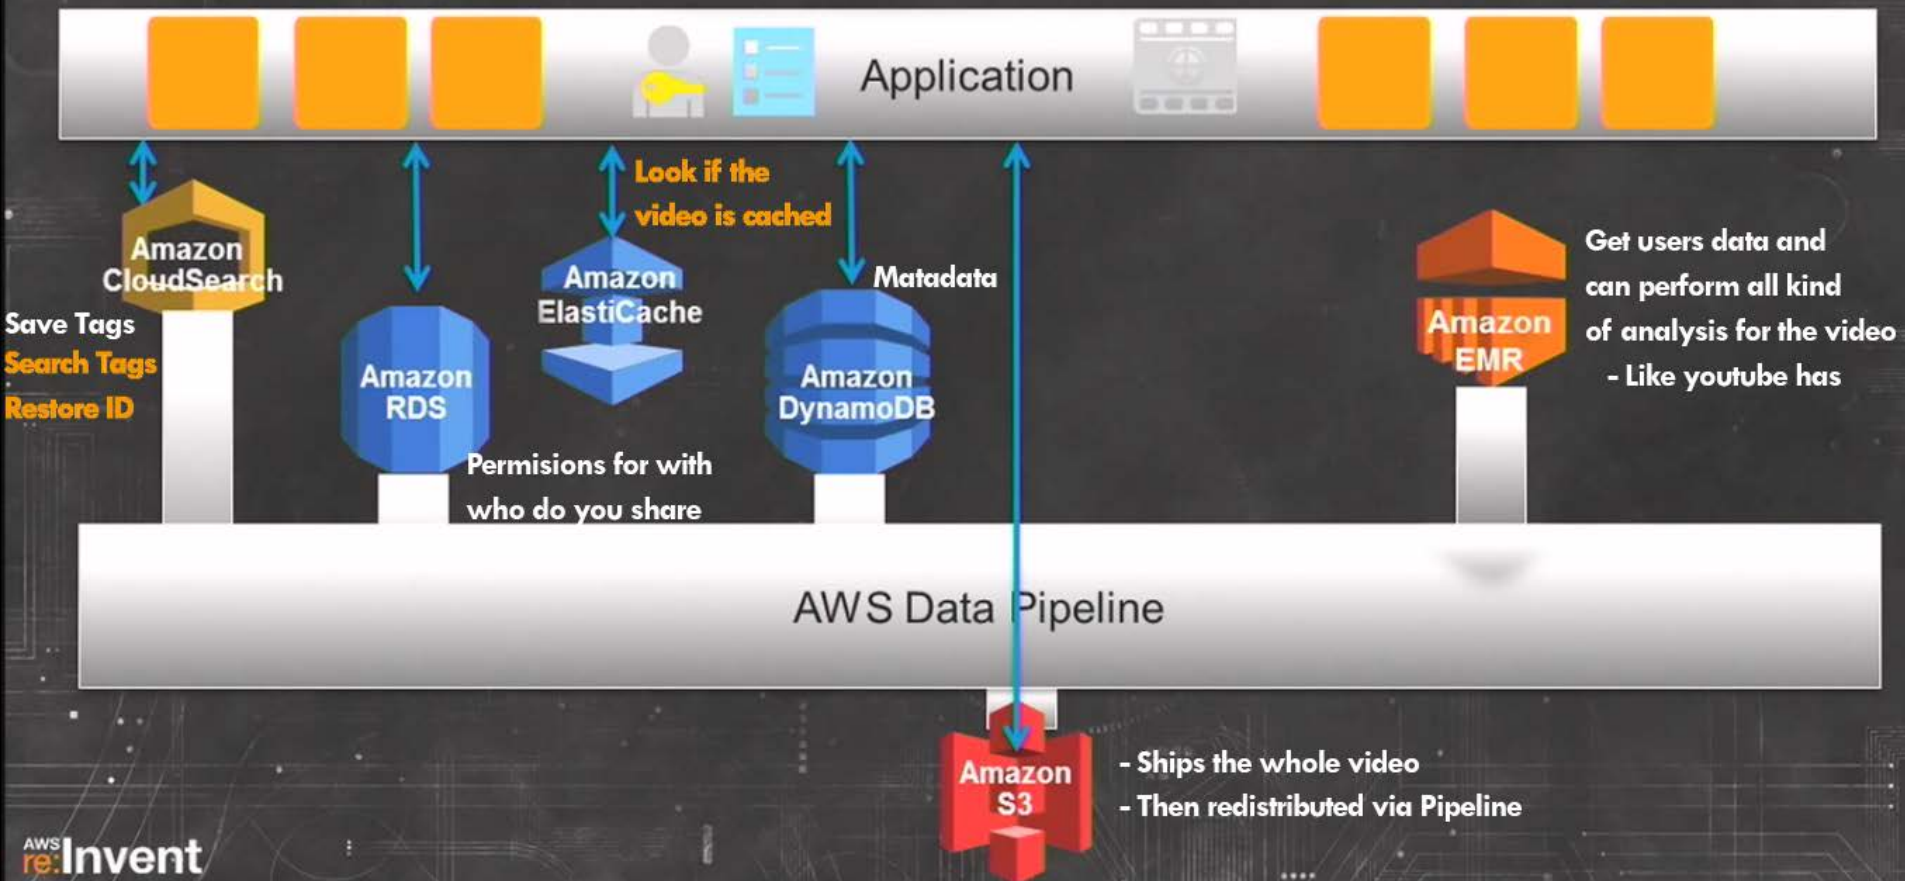 Application
Look if the
video is cached
Amazon
CloudSearch
Save Tags
Search Tags
Restore ID
Amazon
RDS
Permisions for with
who do you share
Amazon
ElastiCache
Matadata
Amazon
DynamoDB
Amazon
EMR
Get users data and
can perform all kind
of analysis for the video
- Like youtube has
AWS Data Pipeline
Amazon
S3
- Ships the whole video
- Then redistributed via Pipeline
AWS
re:Invent